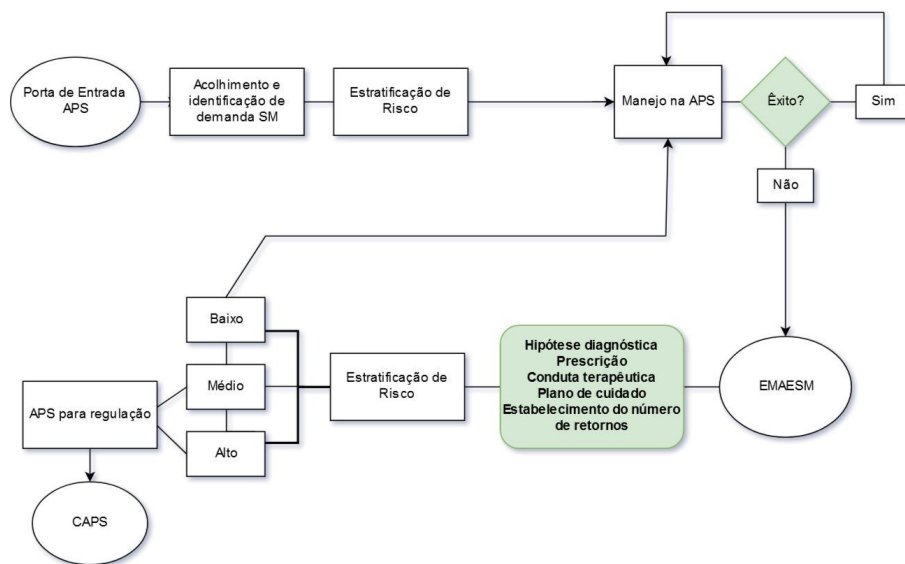 Porta de Entrada
APS
Acolhimento e
identificação de
demanda SM
Estratificação de
Risco
Manejo na APS
Êxito?
Sim
Não
Baixo
Médio
Alto
APS para regulação
CAPS
Estratificação de
Risco
Hipótese diagnóstica
Prescrição
Conduta terapêutica
Plano de cuidado
Estabelecimento do número
de retornos
EMAESM